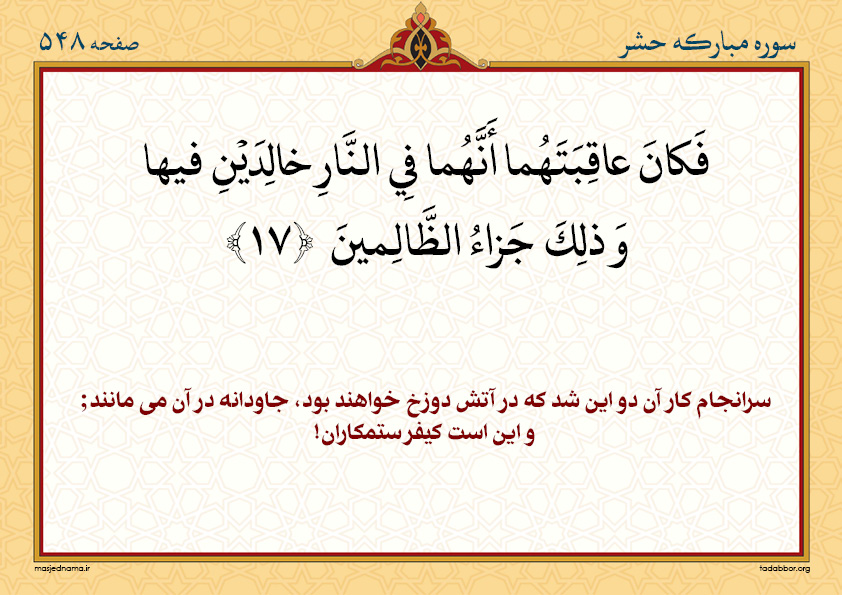 سوره مبارکه حشر
صفحه ۵۴۸
فَكانَ عاقِبَتَهُما أَنَّهُما فِي النَّارِ خالِدَيْنِ فيها
وَ ذلِكَ جَزاءُ الظَّالِمينَ ﴿۱۷﴾
سرانجام کار آن دو این شد که در آتش دوزخ خواهند بود، جاودانه در آن می مانند;
و این است کیفر ستمکاران!
masjednama.ir
tadabbor.org